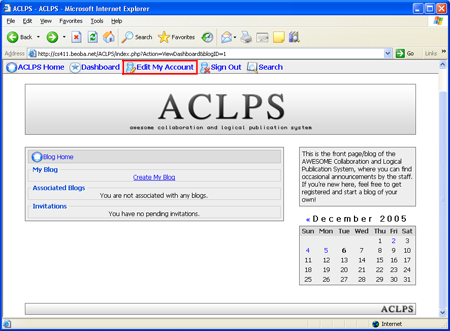 ACLPS - ACLPS - Microsoft Internet Explorer
File Edit View Favorites Tools Help
Back Search Favorites
Address http://cs411.beoba.net/ACLPS/index.php?Action=ViewDashboard&blogID=1 Go Links
ACLPS Home Dashboard Edit My Account Sign Out Search
ACLPS
awesome collaboration and logical publication system
Blog Home
My Blog
Create My Blog
Associated Blogs
You are not associated with any blogs.
Invitations
You have no pending invitations.
This is the front page/blog of the
AWESOME Collaboration and Logical
Publication System, where you can find
occasional announcements by the staff.
If you're new here, feel free to get
registered and start a blog of your
own!
« December 2005
Sun Mon Tue Wed Thu Fri Sat
1 2 3
4 5 6 7 8 9 10
11 12 13 14 15 16 17
18 19 20 21 22 23 24
25 26 27 28 29 30 31
ACLPS
Internet